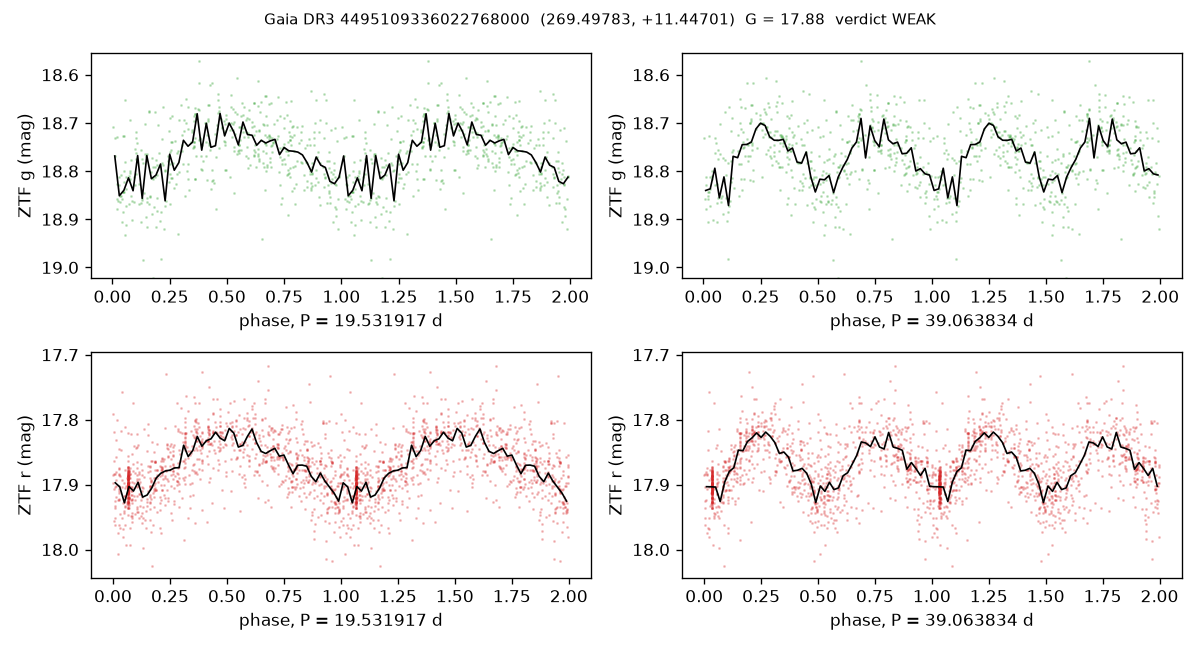 Gaia DR3 4495109336022768000  (269.49783, +11.44701)  G = 17.88  verdict WEAK
ZTF g (mag)
18.6
18.7
18.8
18.9
19.0
0.00 0.25 0.50 0.75 1.00 1.25 1.50 1.75 2.00
phase, P = 19.531917 d
ZTF g (mag)
18.6
18.7
18.8
18.9
19.0
0.00 0.25 0.50 0.75 1.00 1.25 1.50 1.75 2.00
phase, P = 39.063834 d
ZTF r (mag)
17.7
17.8
17.9
18.0
0.00 0.25 0.50 0.75 1.00 1.25 1.50 1.75 2.00
phase, P = 19.531917 d
ZTF r (mag)
17.7
17.8
17.9
18.0
0.00 0.25 0.50 0.75 1.00 1.25 1.50 1.75 2.00
phase, P = 39.063834 d